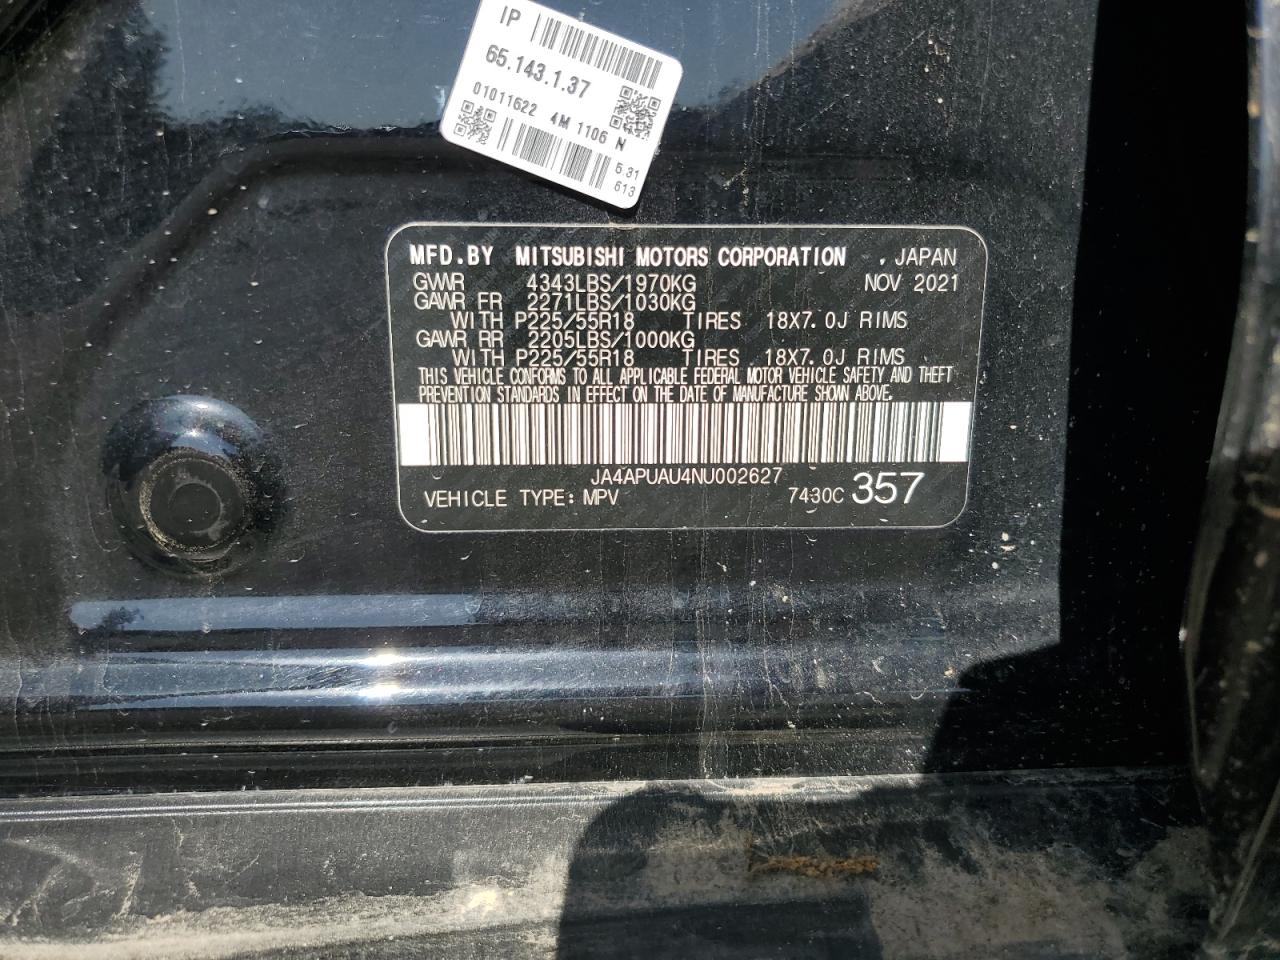 IP
65.143.1.37
01011622 4M 1106 N
5.31
613
MFD.BY MITSUBISHI MOTORS CORPORATION . JAPAN
GVWR 4343LBS/1970KG NOV 2021
GAWR FR 2271LBS/1030KG
WITH P225/55R18 TIRES 18X7.0J RIMS
GAWR RR 2205LBS/1000KG
WITH P225/55R18 TIRES 18X7.0J RIMS
THIS VEHICLE CONFORMS TO ALL APPLICABLE FEDERAL MOTOR VEHICLE SAFETY AND THEFT
PREVENTION STANDARDS IN EFFECT ON THE DATE OF MANUFACTURE SHOWN ABOVE.
JA4APUAU4NU002627
VEHICLE TYPE: MPV 7430C 357